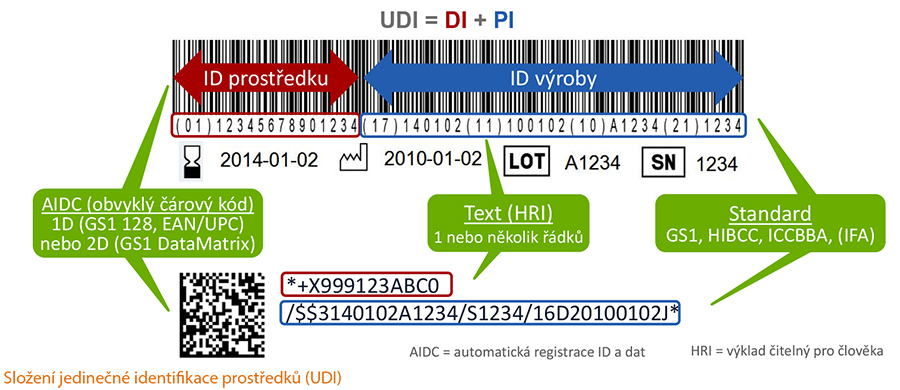 UDI = DI + PI
ID prostředku
ID výroby
(01)12345678901234(17)140102(11)100102(10)A1234(21)1234
2014-01-02
2010-01-02
LOT
A1234
SN
1234
AIDC (obvyklý čárový kód)
1D (GS1 128, EAN/UPC)
nebo 2D (GS1 DataMatrix)
Text (HRI)
1 nebo několik řádků
Standard
GS1, HIBCC, ICCBBA, (IFA)
*+X999123ABC0
/$$3140102A1234/S1234/16D20100102J*
AIDC = automatická registrace ID a dat
HRI = výklad čitelný pro člověka
Složení jedinečné identifikace prostředků (UDI)